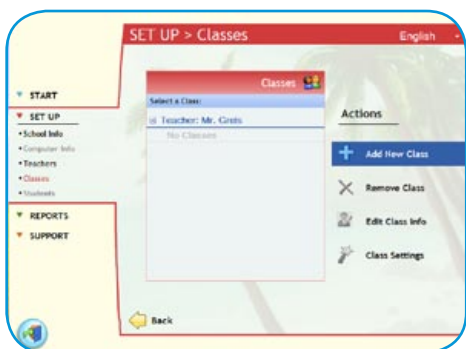 SET UP > Classes
English
START
SET UP
•School Info
•Computer Info
•Teachers
•Classes
•Students
REPORTS
SUPPORT
Classes
Select a Class:
Teacher: Mr. Grets
No Classes
Actions
Add New Class
Remove Class
Edit Class Info
Class Settings
Back